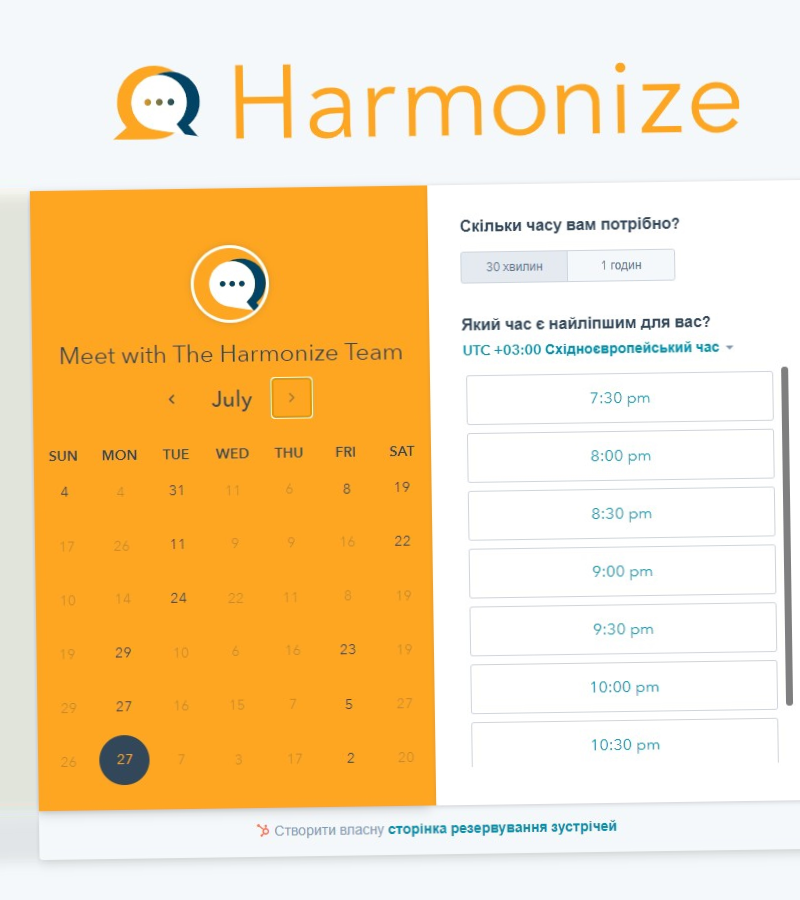 Harmonize
Meet with The Harmonize Team
July
SUN MON TUE WED THU FRI SAT
4 4 31 11 6 8 19
17 26 11 9 9 16 22
10 14 24 22 11 8 19
19 29 10 6 16 23 19
29 27 16 15 7 5 27
26 27 7 3 17 2 20
Скільки часу вам потрібно?
30 хвилин 1 годин
Який час є найліпшим для вас?
UTC +03:00 Східноєвропейський час
7:30 pm
8:00 pm
8:30 pm
9:00 pm
9:30 pm
10:00 pm
10:30 pm
Створити власну сторінка резервування зустрічей